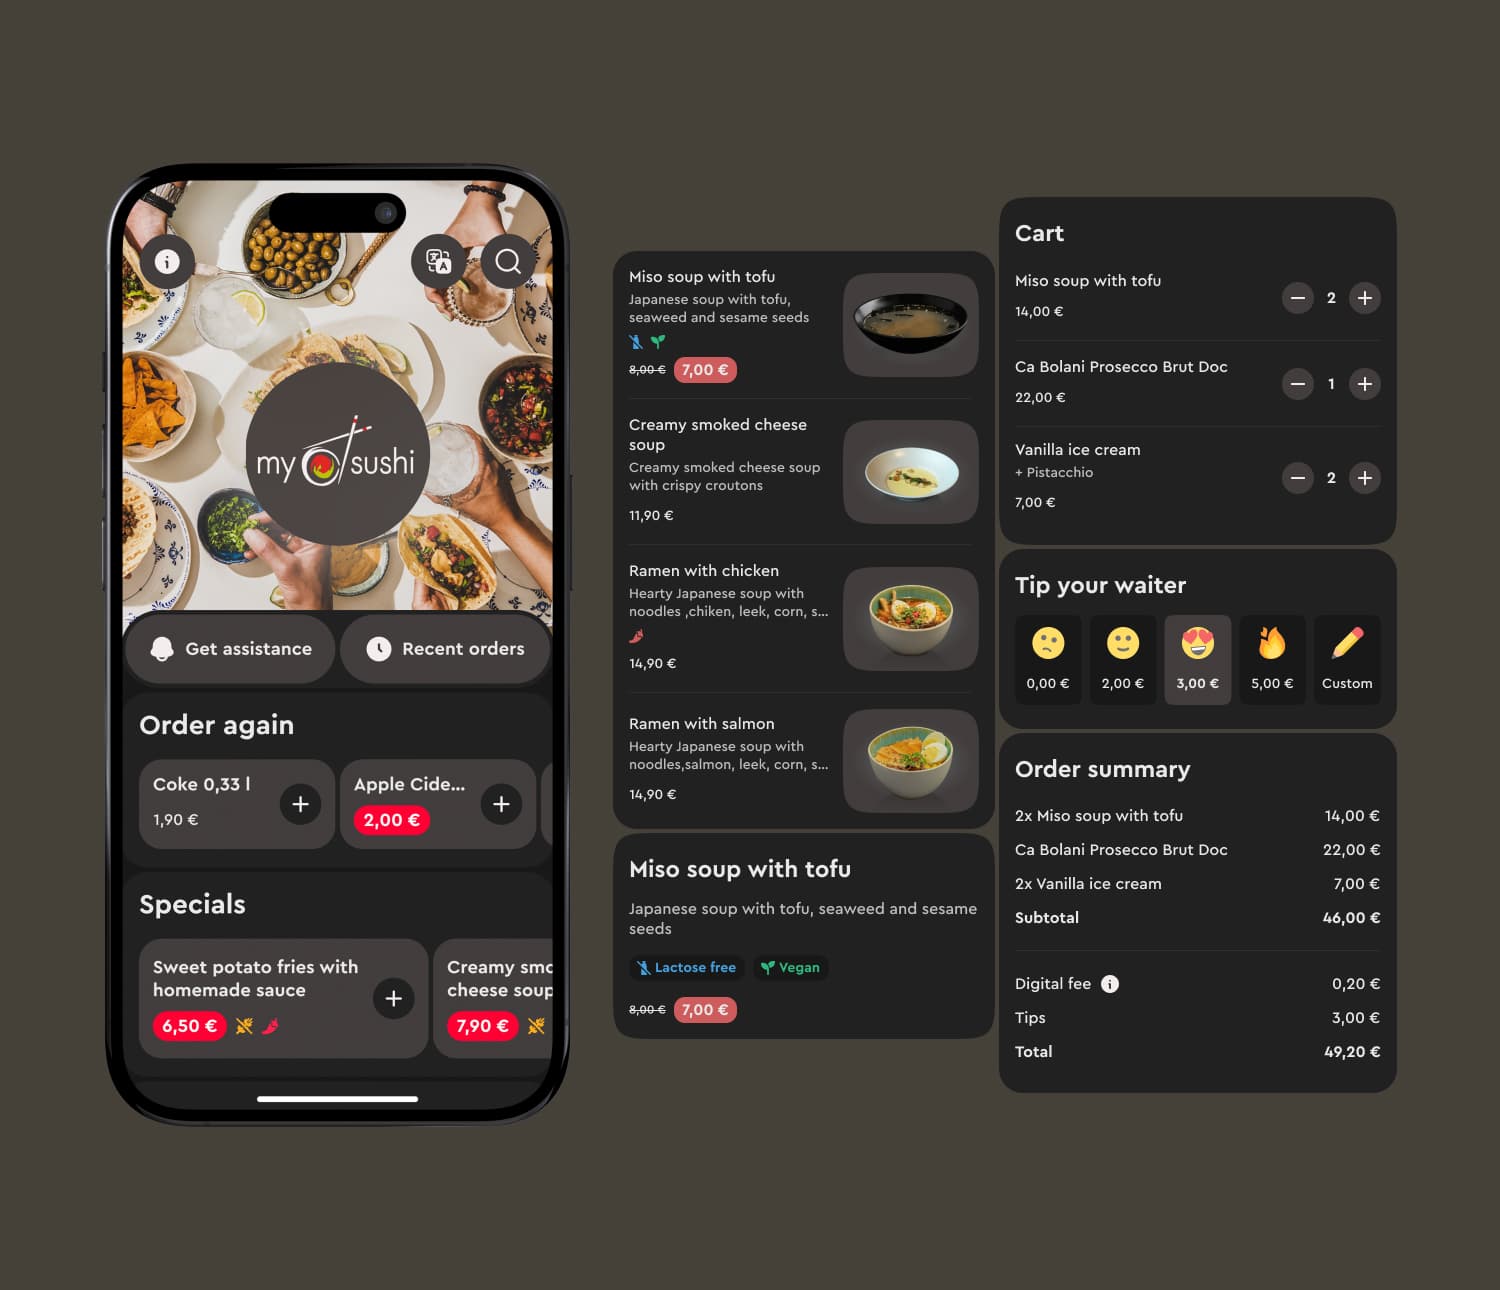 my sushi
Get assistance
Recent orders
Order again
Coke 0,33 l
1,90 €
Apple Cide...
2,00 €
Specials
Sweet potato fries with
homemade sauce
6,50 €
Creamy smo
cheese soup
7,90 €
Miso soup with tofu
Japanese soup with tofu,
seaweed and sesame seeds
8,00 € 7,00 €
Creamy smoked cheese
soup
Creamy smoked cheese soup
with crispy croutons
11,90 €
Ramen with chicken
Hearty Japanese soup with
noodles ,chiken, leek, corn, s...
14,90 €
Ramen with salmon
Hearty Japanese soup with
noodles,salmon, leek, corn, s...
14,90 €
Miso soup with tofu
Japanese soup with tofu, seaweed and sesame
seeds
Lactose free Vegan
8,00 € 7,00 €
Cart
Miso soup with tofu
14,00 €
2
Ca Bolani Prosecco Brut Doc
22,00 €
1
Vanilla ice cream
+ Pistacchio
7,00 €
2
Tip your waiter
0,00 € 2,00 € 3,00 € 5,00 € Custom
Order summary
2x Miso soup with tofu 14,00 €
Ca Bolani Prosecco Brut Doc 22,00 €
2x Vanilla ice cream 7,00 €
Subtotal 46,00 €
Digital fee 0,20 €
Tips 3,00 €
Total 49,20 €